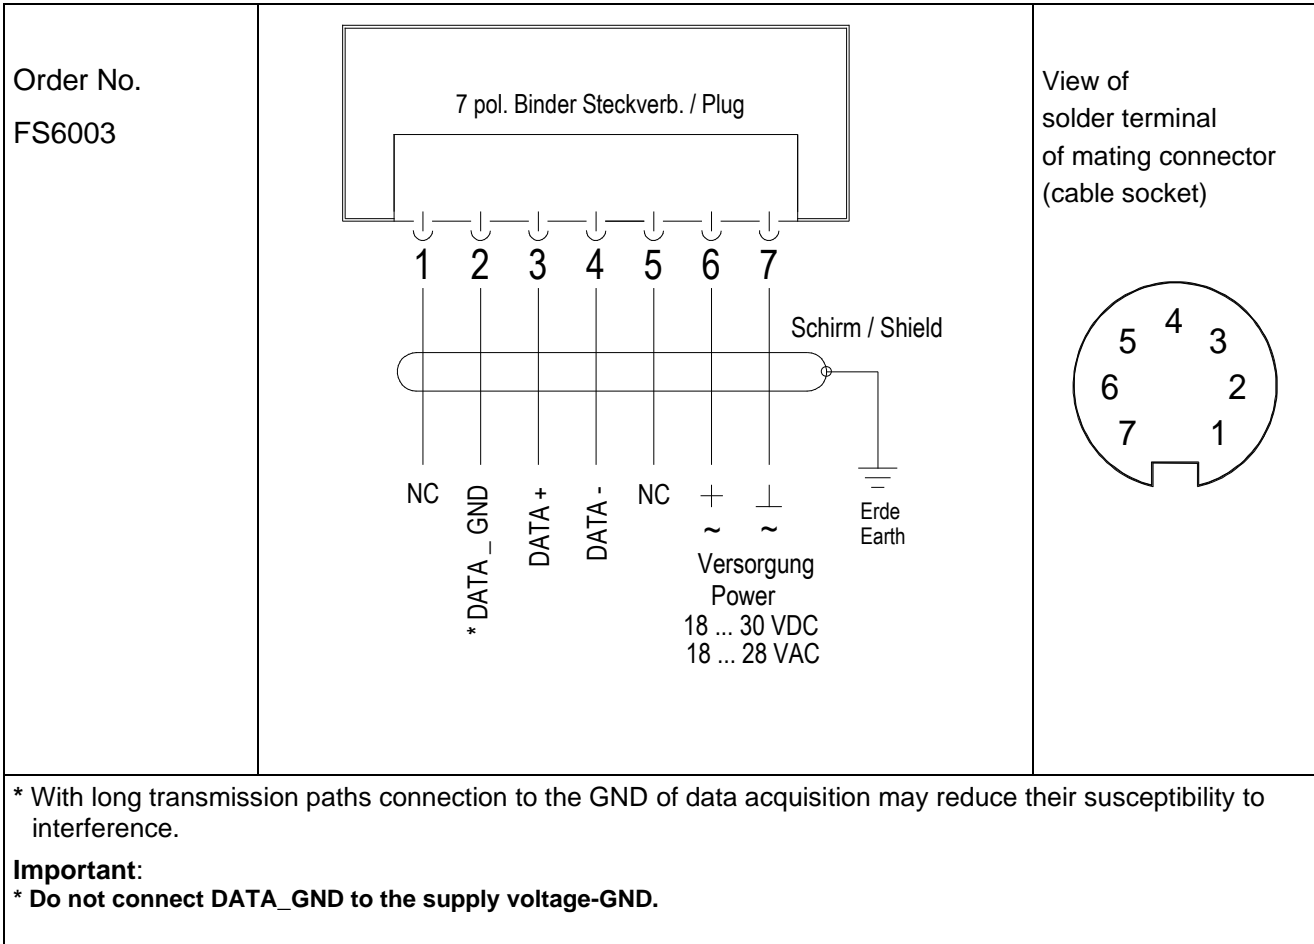 Order No.
FS6003
7 pol. Binder Steckverb. / Plug
1 2 3 4 5 6 7
Schirm / Shield
NC
* DATA _ GND
DATA +
DATA -
NC
+ ⊥
~ ~
Versorgung
Power
18 ... 30 VDC
18 ... 28 VAC
Erde
Earth
View of
solder terminal
of mating connector
(cable socket)
4
5 3
6 2
7 1
* With long transmission paths connection to the GND of data acquisition may reduce their susceptibility to
interference.
Important:
* Do not connect DATA_GND to the supply voltage-GND.